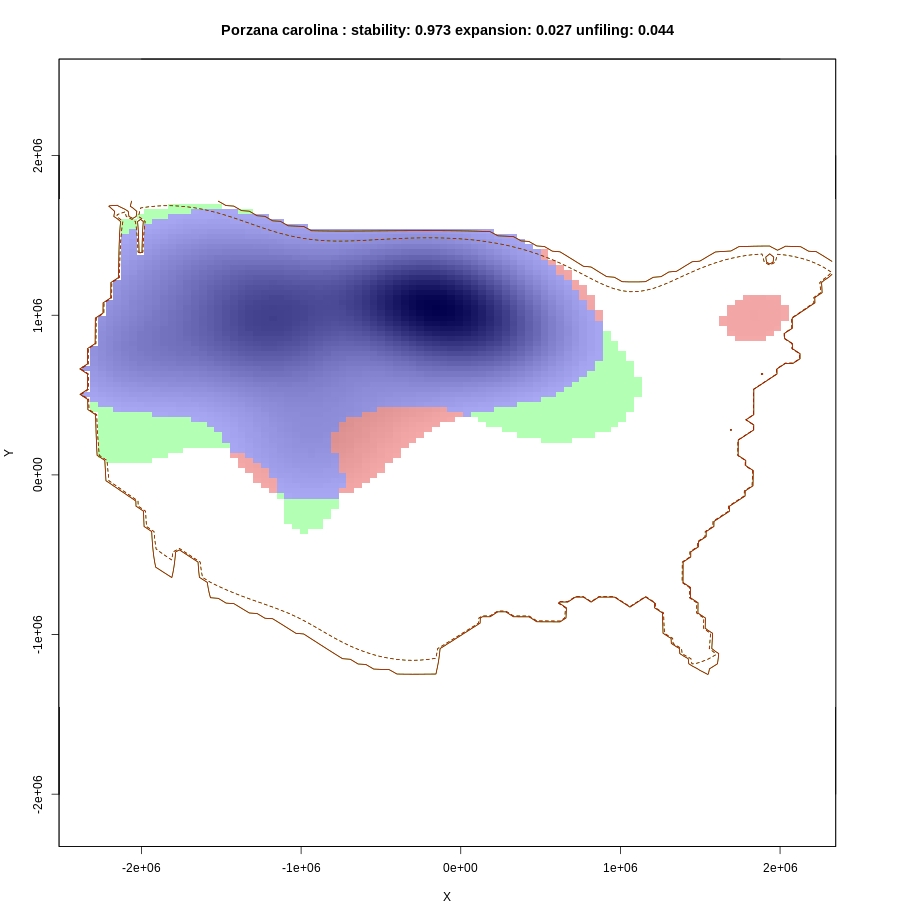 Porzana carolina : stability: 0.973 expansion: 0.027 unfiling: 0.044
2e+06
1e+06
Y
0e+00
-1e+06
-2e+06
-2e+06 -1e+06 0e+00 1e+06 2e+06
X